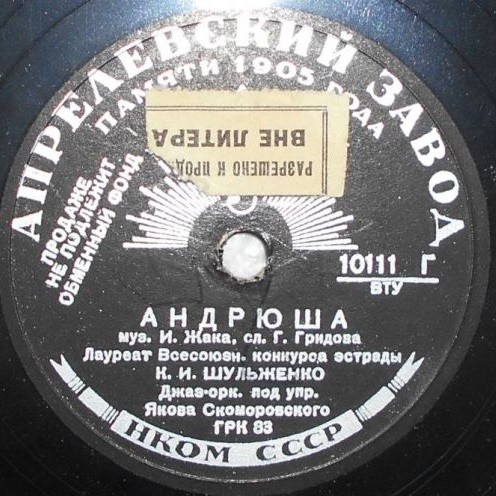 АПРЕЛЕВСКИЙ ЗАВОД
ПАМЯТИ 1905 ГОДА
РАЗРЕШЕНО К ПРОД
ВНЕ ЛИТЕРА
ПРОДАЖЕ
НЕ ПОДЛЕЖИТ
ОБМЕННЫЙ ФОНД
10111 Г
ВТУ
АНДРЮША
муз. И. Жака, сл. Г. Гридова
Лауреат Всесоюзн. конкурса эстрады
К. И. ШУЛЬЖЕНКО
Джаз-орк. под упр.
Якова Скоморовского
ГРК 83
НКОМ СССР